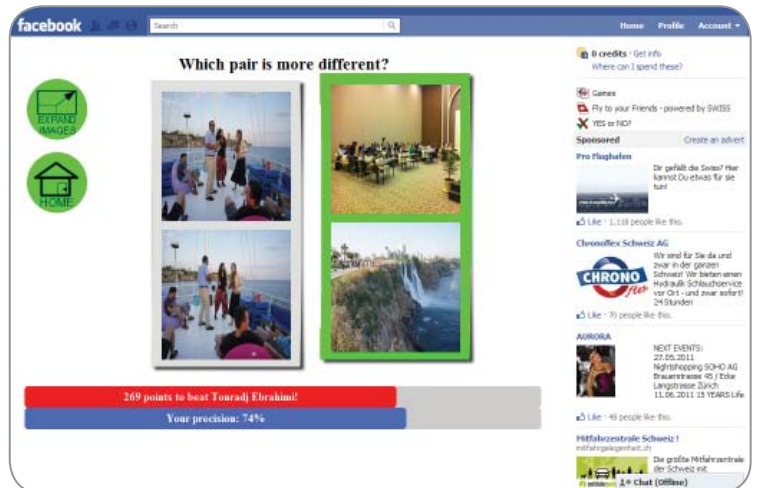 facebook
Search
Home Profile Account
Which pair is more different?
EXPAND
IMAGES
HOME
269 points to beat Touradj Ebrahimi!
Your precision: 74%
0 credits · Get info
Where can I spend these?
Games
Fly to your Friends - powered by SWISS
YES or NO?
Sponsored Create an advert
Pro Flughafen
Dir gefällt die Swiss? Hier
kannst Du etwas für sie
tun!
Like · 1,118 people like this.
Chronoflex Schweiz AG
CHRONO
flex
Wir sind für Sie da und
zwar in der ganzen
Schweiz! Wir bieten einen
Hydraulik Schlauchservice
vor Ort - und zwar sofort!
24 Stunden
Like · 70 people like this.
AURORA
NEXT EVENTS:
27.05.2011
Nightshopping SOHO AG
Brauerstrasse 45 / Ecke
Langstrasse Zürich
11.06.2011 15 YEARS Life
Like · 48 people like this.
Mitfahrzentrale Schweiz !
mitfahrgelegenheit.ch
Die größte Mitfahrzentrale
der Schweiz mit
Chat (Offline)